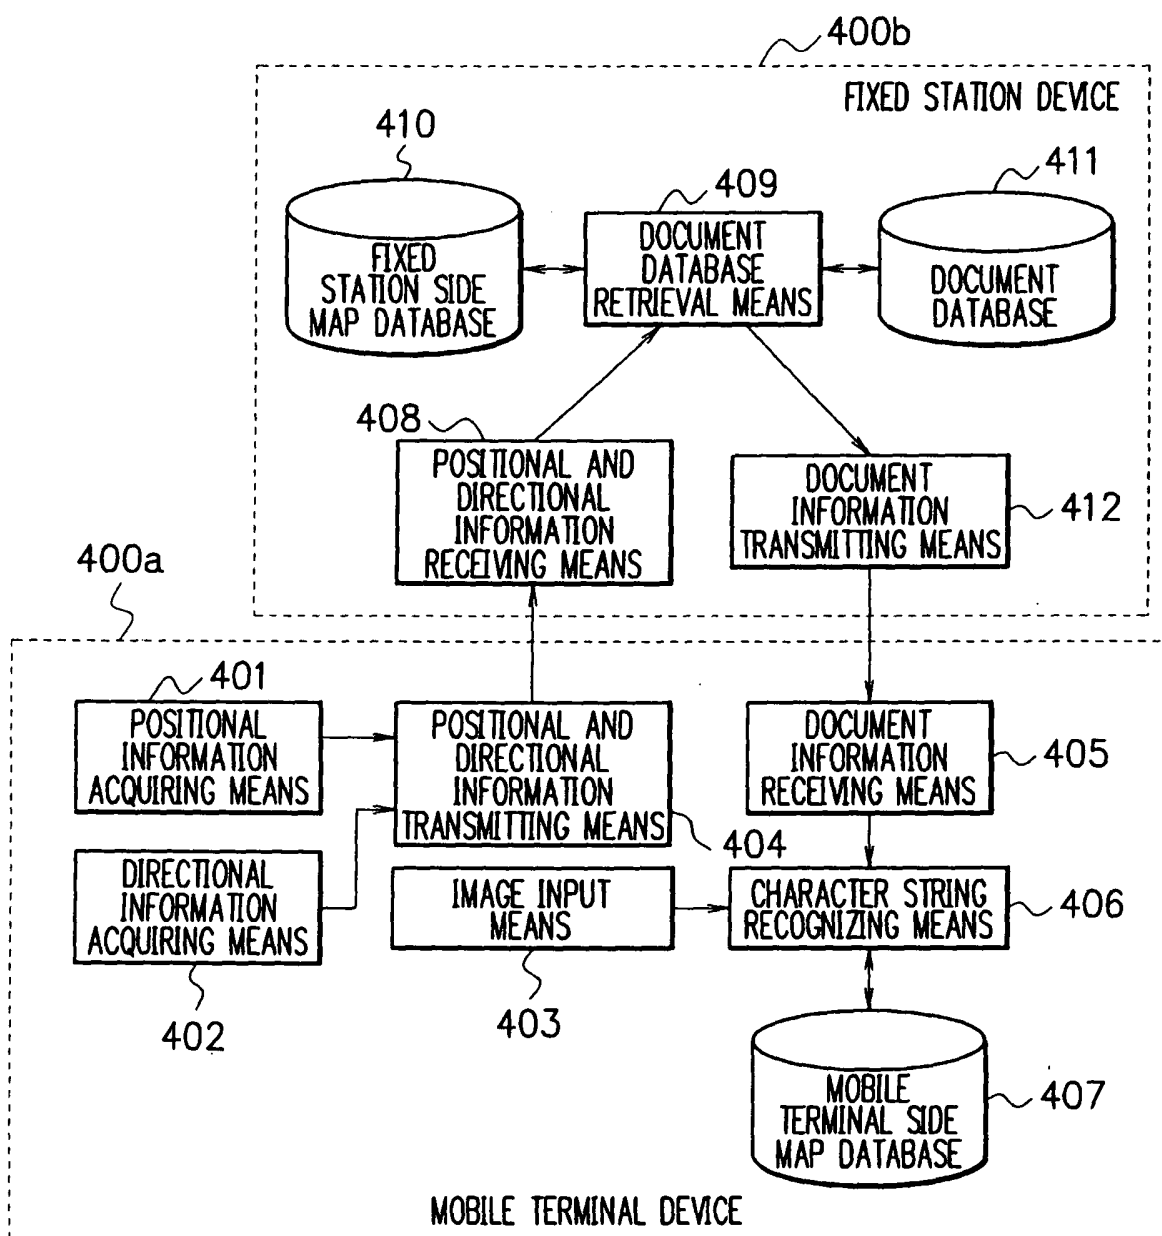 400b
FIXED STATION DEVICE
410
FIXED
STATION SIDE
MAP DATABASE
409
DOCUMENT
DATABASE
RETRIEVAL MEANS
411
DOCUMENT
DATABASE
408
POSITIONAL AND
DIRECTIONAL
INFORMATION
RECEIVING MEANS
DOCUMENT
INFORMATION
TRANSMITTING MEANS
412
400a
401
POSITIONAL
INFORMATION
ACQUIRING MEANS
POSITIONAL AND
DIRECTIONAL
INFORMATION
TRANSMITTING MEANS
404
DOCUMENT
INFORMATION
RECEIVING MEANS
405
DIRECTIONAL
INFORMATION
ACQUIRING MEANS
402
IMAGE INPUT
MEANS
403
CHARACTER STRING
RECOGNIZING MEANS
406
MOBILE
TERMINAL SIDE
MAP DATABASE
407
MOBILE TERMINAL DEVICE